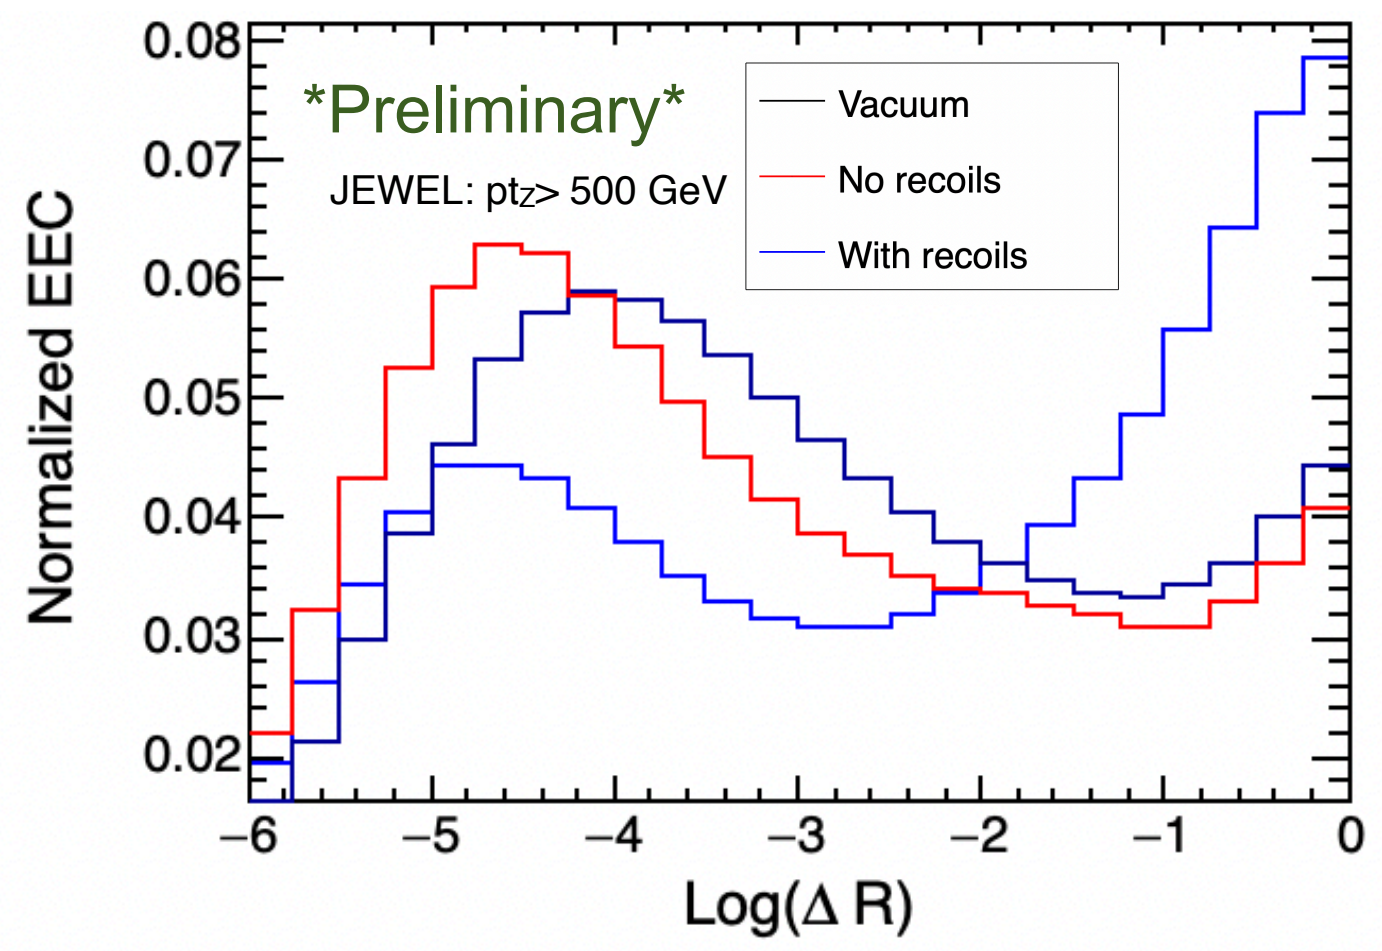 0.08
0.07
0.06
0.05
0.04
0.03
0.02
Normalized EEC
*Preliminary*
JEWEL: ptZ> 500 GeV
Vacuum
No recoils
With recoils
−6 −5 −4 −3 −2 −1 0
Log(Δ R)